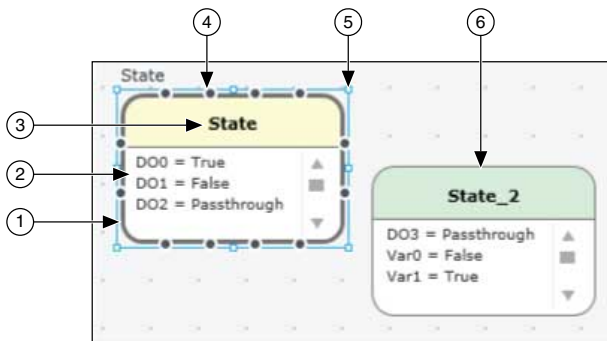 4
5
6
State
3
State
2
DO0 = True
DO1 = False
DO2 = Passthrough
1
State_2
DO3 = Passthrough
Var0 = False
Var1 = True